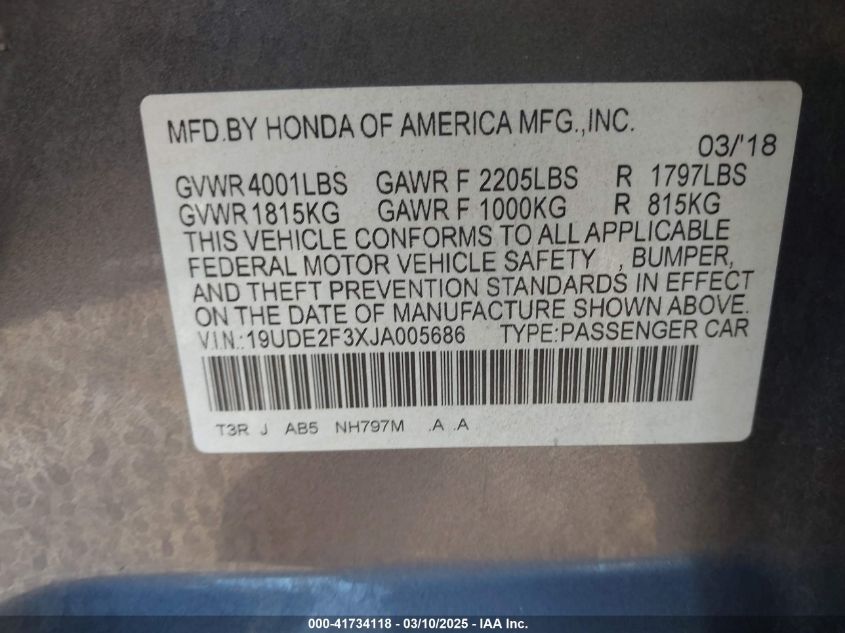 MFD.BY HONDA OF AMERICA MFG.,INC.
03/'18
GVWR 4001LBS GAWR F 2205LBS R 1797LBS
GVWR 1815KG GAWR F 1000KG R 815KG
THIS VEHICLE CONFORMS TO ALL APPLICABLE
FEDERAL MOTOR VEHICLE SAFETY , BUMPER,
AND THEFT PREVENTION STANDARDS IN EFFECT
ON THE DATE OF MANUFACTURE SHOWN ABOVE.
V.I.N.:19UDE2F3XJA005686 TYPE:PASSENGER CAR
T3R J AB5 NH797M .A .A
000-41734118 - 03/10/2025 - IAA Inc.